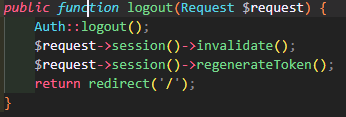 public function logout(Request $request) {
Auth::logout();
$request->session()->invalidate();
$request->session()->regenerateToken();
return redirect('/');
}